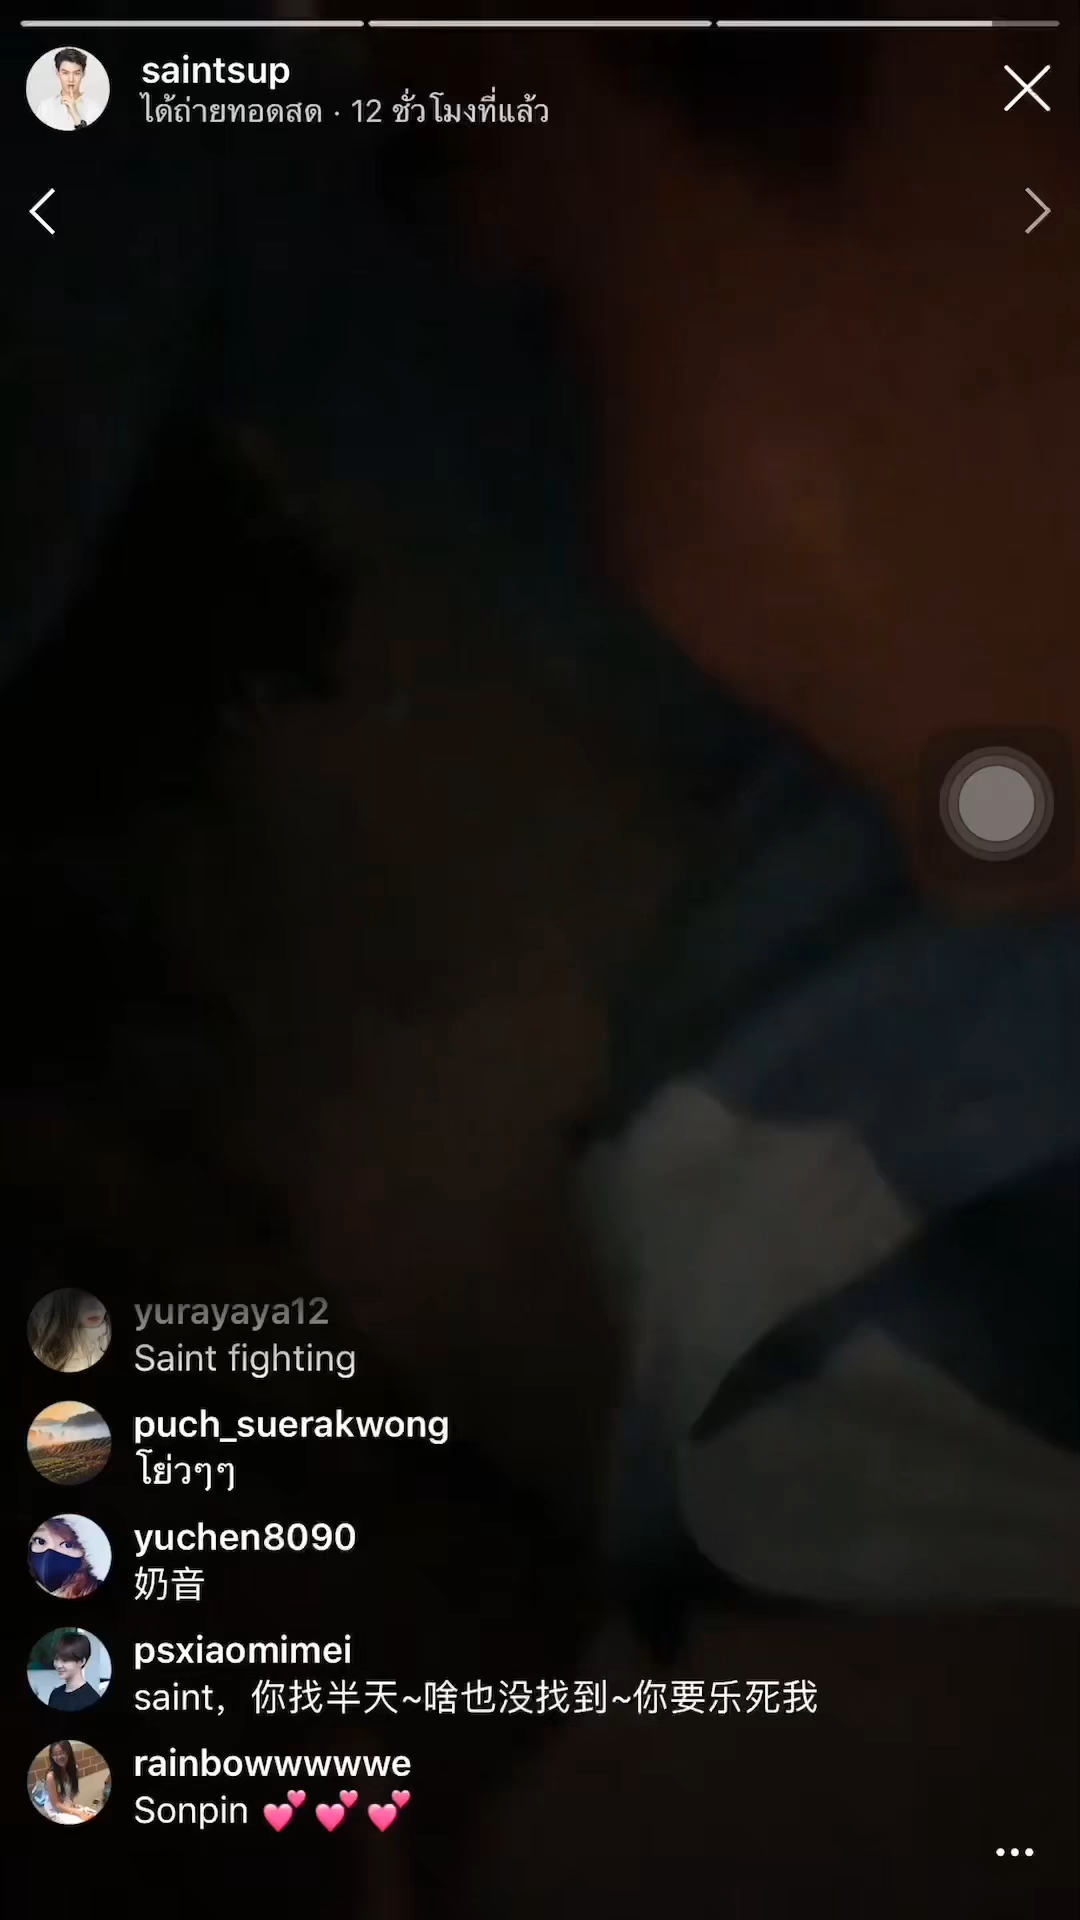 saintsup
ได้ถ่ายทอดสด · 12 ชั่วโมงที่แล้ว
yurayaya12
Saint fighting
puch_suerakwong
โย่วๆๆ
yuchen8090
奶音
psxiaomimei
saint，你找半天~啥也没找到~你要乐死我
rainbowwwwwe
Sonpin 💕💕💕